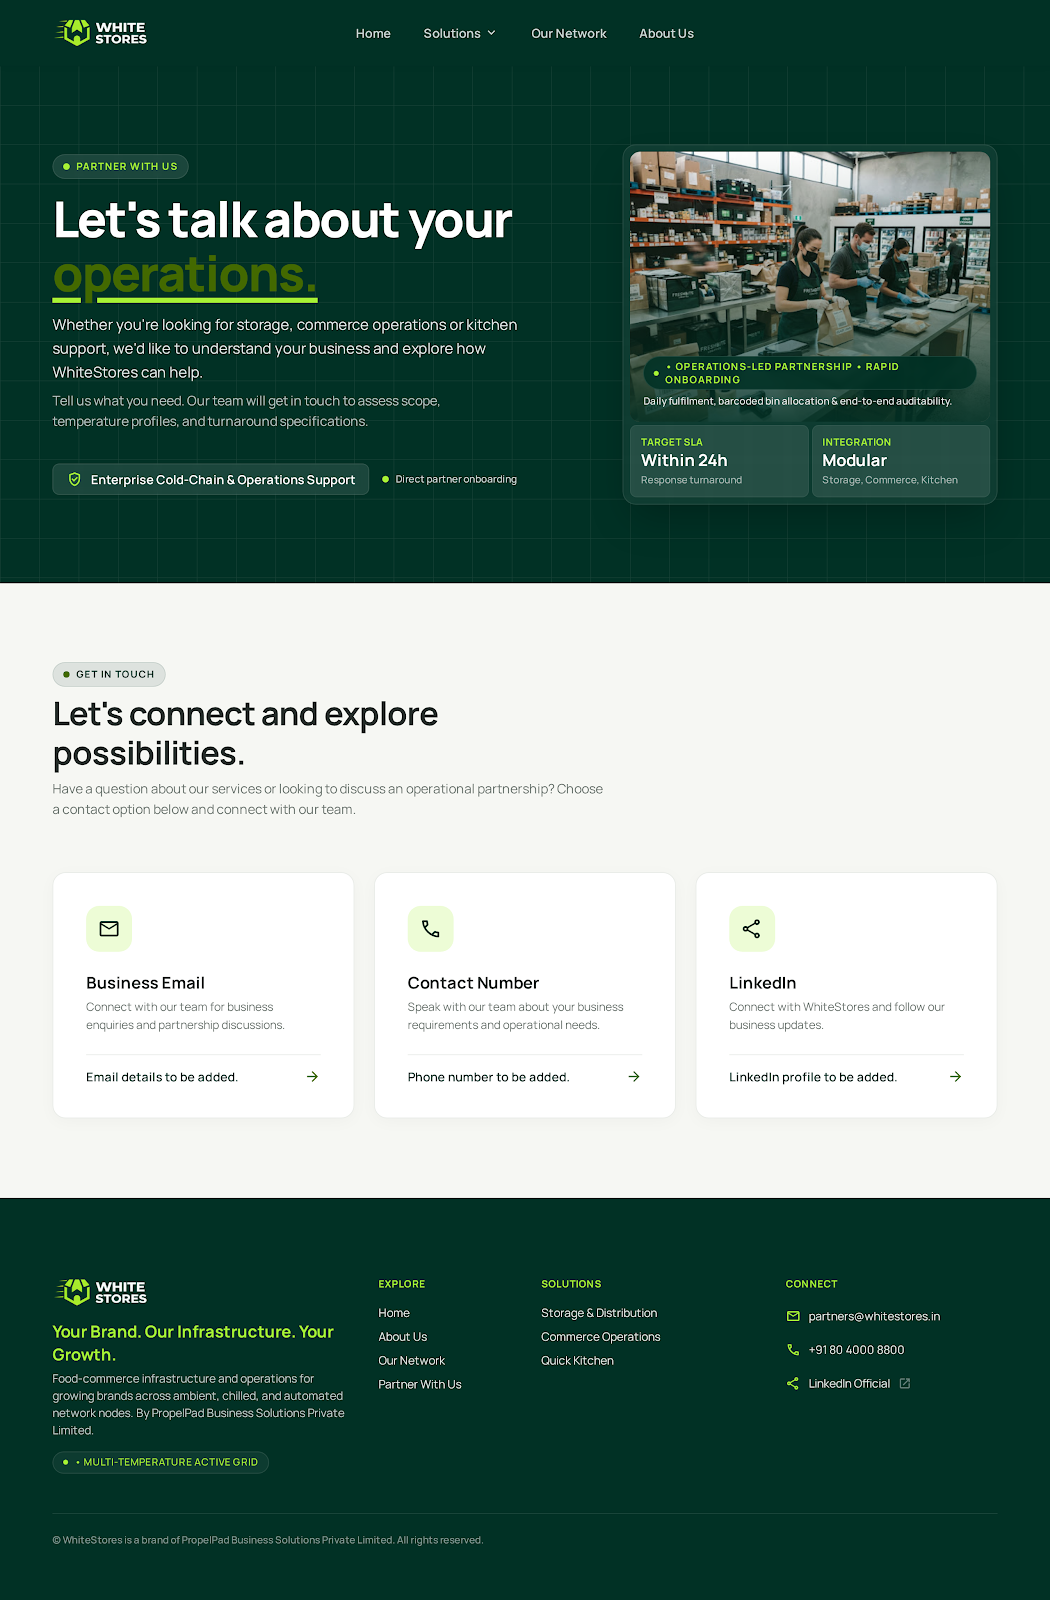 WHITE
STORES
Home
Solutions
Our Network
About Us
PARTNER WITH US
Let's talk about your
operations.
Whether you're looking for storage, commerce operations or kitchen
support, we'd like to understand your business and explore how
WhiteStores can help.
Tell us what you need. Our team will get in touch to assess scope,
temperature profiles, and turnaround specifications.
Enterprise Cold-Chain & Operations Support
Direct partner onboarding
• OPERATIONS-LED PARTNERSHIP • RAPID
ONBOARDING
Daily fulfilment, barcoded bin allocation & end-to-end auditability.
TARGET SLA
Within 24h
Response turnaround
INTEGRATION
Modular
Storage, Commerce, Kitchen
GET IN TOUCH
Let's connect and explore
possibilities.
Have a question about our services or looking to discuss an operational partnership? Choose
a contact option below and connect with our team.
Business Email
Connect with our team for business
enquiries and partnership discussions.
Email details to be added.
Contact Number
Speak with our team about your business
requirements and operational needs.
Phone number to be added.
LinkedIn
Connect with WhiteStores and follow our
business updates.
LinkedIn profile to be added.
WHITE
STORES
Your Brand. Our Infrastructure. Your
Growth.
Food-commerce infrastructure and operations for
growing brands across ambient, chilled, and automated
network nodes. By PropelPad Business Solutions Private
Limited.
• MULTI-TEMPERATURE ACTIVE GRID
EXPLORE
Home
About Us
Our Network
Partner With Us
SOLUTIONS
Storage & Distribution
Commerce Operations
Quick Kitchen
CONNECT
partners@whitestores.in
+91 80 4000 8800
LinkedIn Official
© WhiteStores is a brand of PropelPad Business Solutions Private Limited. All rights reserved.